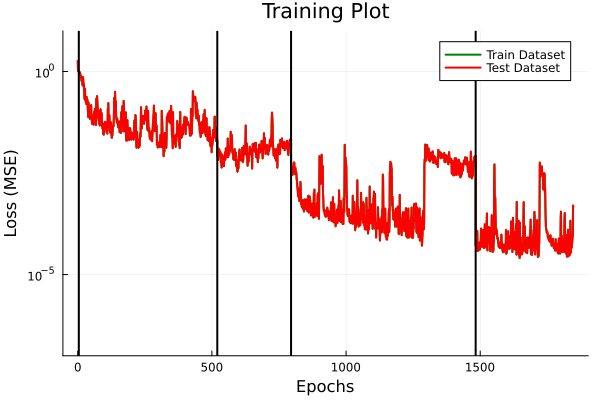 Training Plot
Train Dataset
Test Dataset
10^0
10^-5
Loss (MSE)
0
500
1000
1500
Epochs